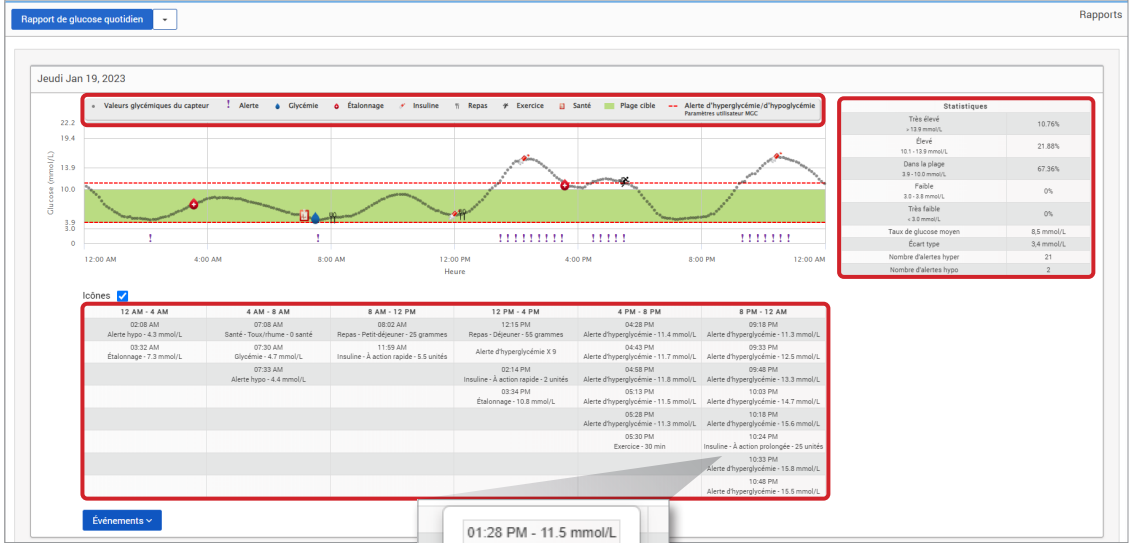 Rapport de glucose quotidien
Rapports
Jeudi Jan 19, 2023
Valeurs glycémiques du capteur ! Alerte Glycémie Étalonnage Insuline Repas Exercice Santé Plage cible Alerte d'hyperglycémie/d'hypoglycémie
Paramètres utilisateur MGC
22.2
19.4
13.9
10.0
3.9
3.0
0
Glucose (mmol/L)
! ! !!!!!!!!! !!!!! !!!!!!!
12:00 AM 4:00 AM 8:00 AM 12:00 PM 4:00 PM 8:00 PM 12:00 AM
Heure
Statistiques
Très élevé 10.76%
> 13.9 mmol/L
Élevé 21.88%
10.1 - 13.9 mmol/L
Dans la plage 67.36%
3.9 - 10.0 mmol/L
Faible 0%
3.0 - 3.8 mmol/L
Très faible 0%
< 3.0 mmol/L
Taux de glucose moyen 8,5 mmol/L
Écart type 3,4 mmol/L
Nombre d'alertes hyper 21
Nombre d'alertes hypo 2
Icônes
12 AM - 4 AM 4 AM - 8 AM 8 AM - 12 PM 12 PM - 4 PM 4 PM - 8 PM 8 PM - 12 AM
02:08 AM 07:08 AM 08:02 AM 12:15 PM 04:28 PM 09:18 PM
Alerte hypo - 4.3 mmol/L Santé - Toux/rhume - 0 santé Repas - Petit-déjeuner - 25 grammes Repas - Déjeuner - 55 grammes Alerte d'hyperglycémie - 11.4 mmol/L Alerte d'hyperglycémie - 11.3 mmol/L
03:32 AM 07:30 AM 11:59 AM Alerte d'hyperglycémie X 9 04:43 PM 09:33 PM
Étalonnage - 7.3 mmol/L Glycémie - 4.7 mmol/L Insuline - À action rapide - 5.5 unités Alerte d'hyperglycémie - 11.7 mmol/L Alerte d'hyperglycémie - 12.5 mmol/L
07:33 AM 02:14 PM 04:58 PM 09:48 PM
Alerte hypo - 4.4 mmol/L Insuline - À action rapide - 2 unités Alerte d'hyperglycémie - 11.8 mmol/L Alerte d'hyperglycémie - 13.3 mmol/L
03:34 PM 05:13 PM 10:03 PM
Étalonnage - 10.8 mmol/L Alerte d'hyperglycémie - 11.5 mmol/L Alerte d'hyperglycémie - 14.7 mmol/L
05:28 PM 10:18 PM
Alerte d'hyperglycémie - 11.3 mmol/L Alerte d'hyperglycémie - 15.6 mmol/L
05:30 PM 10:24 PM
Exercice - 30 min Insuline - À action prolongée - 25 unités
10:33 PM
Alerte d'hyperglycémie - 15.8 mmol/L
10:48 PM
Alerte d'hyperglycémie - 15.5 mmol/L
Événements
01:28 PM - 11.5 mmol/L